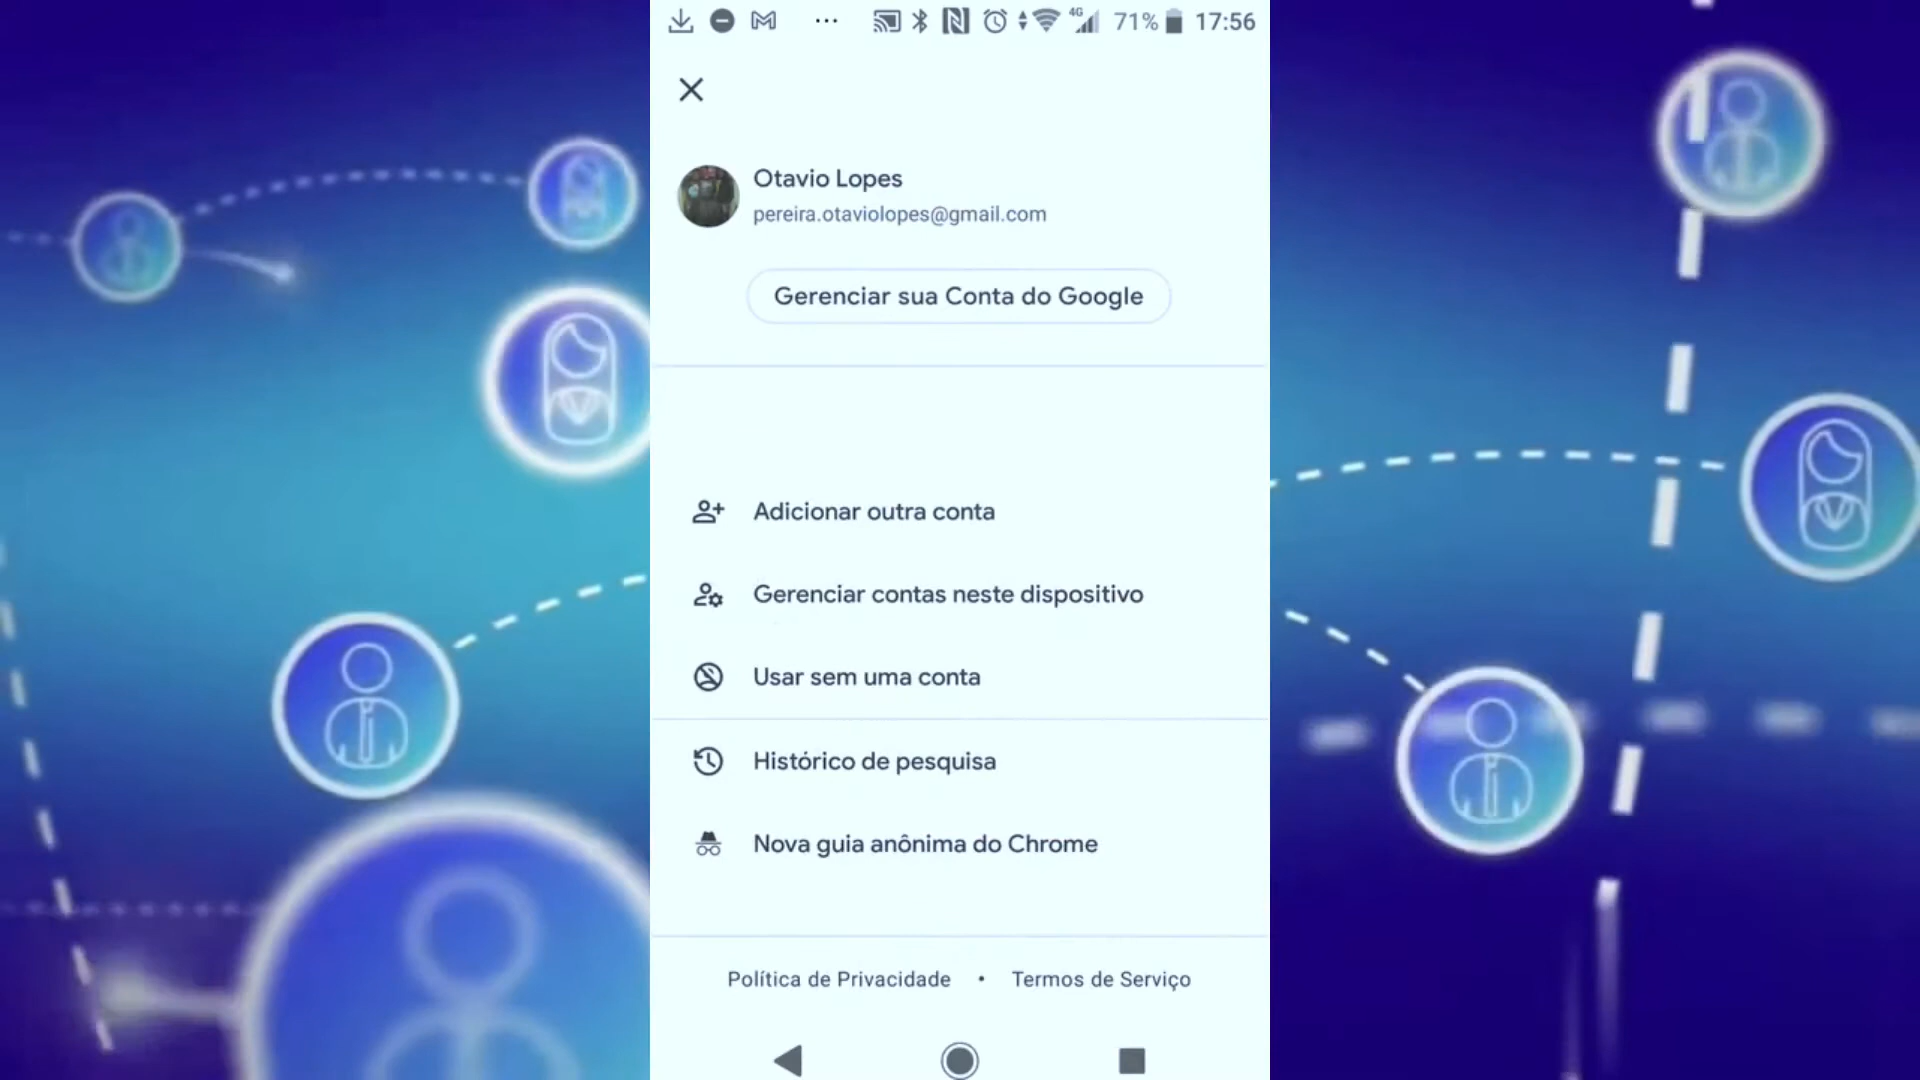 4G 71% 17:56
Otavio Lopes
pereira.otaviolopes@gmail.com
Gerenciar sua Conta do Google
Adicionar outra conta
Gerenciar contas neste dispositivo
Usar sem uma conta
Histórico de pesquisa
Nova guia anônima do Chrome
Política de Privacidade • Termos de Serviço